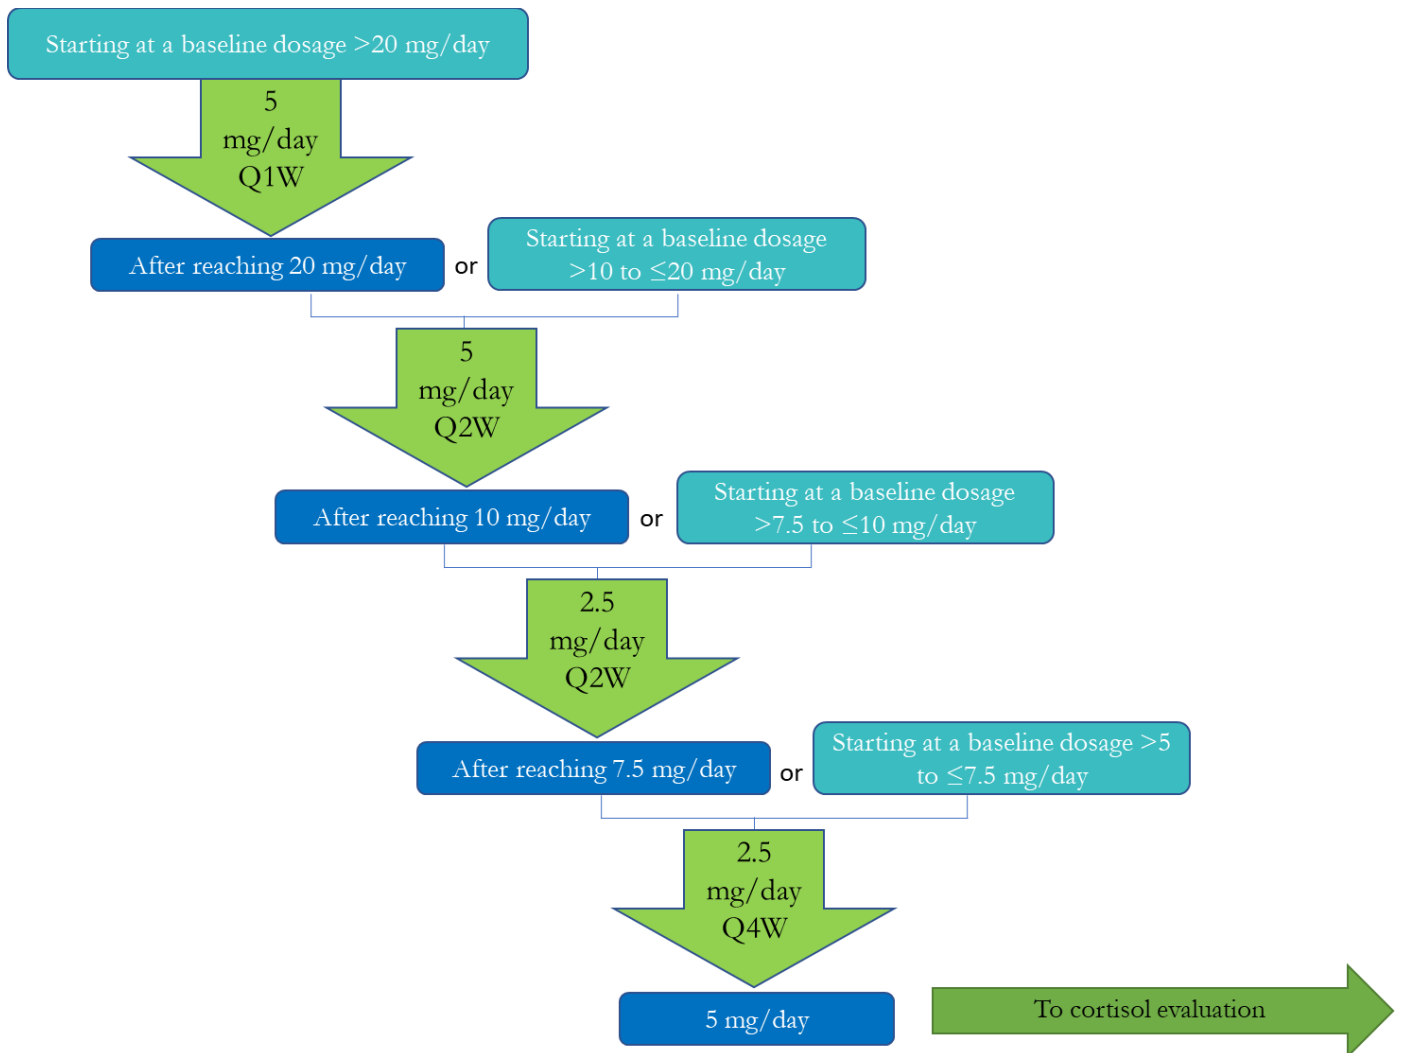 Starting at a baseline dosage >20 mg/day
5
mg/day
Q1W
After reaching 20 mg/day
or
Starting at a baseline dosage
>10 to ≤20 mg/day
5
mg/day
Q2W
After reaching 10 mg/day
or
Starting at a baseline dosage
>7.5 to ≤10 mg/day
2.5
mg/day
Q2W
After reaching 7.5 mg/day
or
Starting at a baseline dosage >5
to ≤7.5 mg/day
2.5
mg/day
Q4W
5 mg/day
To cortisol evaluation